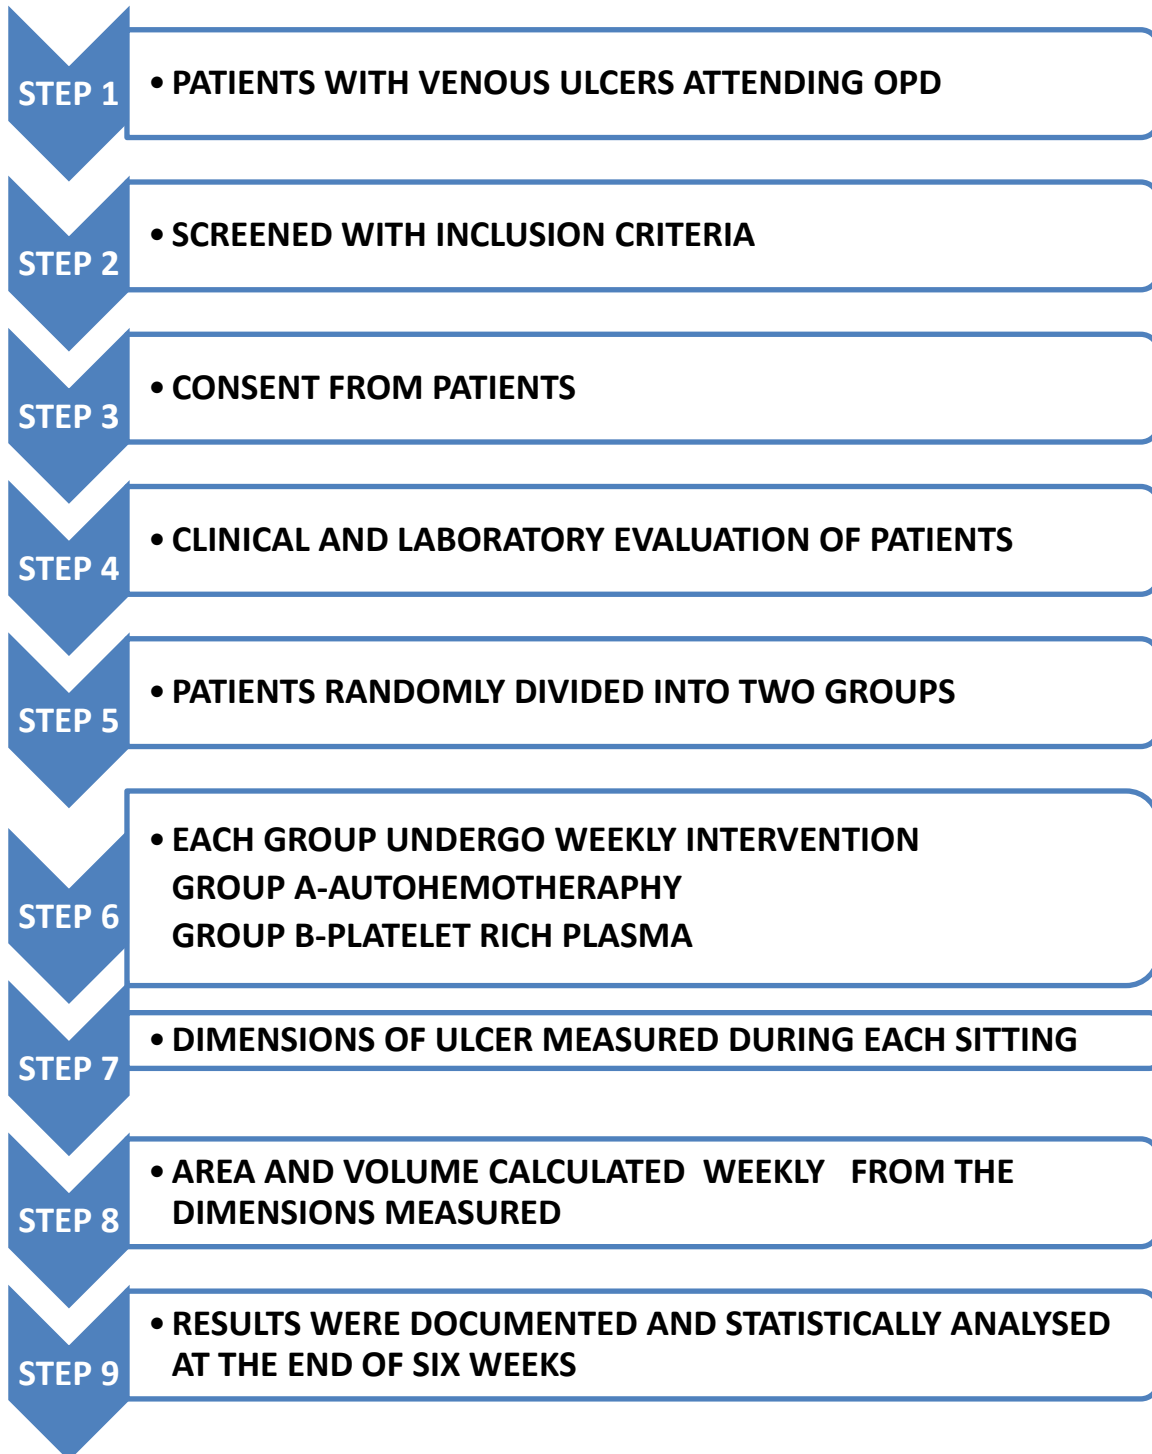 STEP 1
• PATIENTS WITH VENOUS ULCERS ATTENDING OPD
STEP 2
• SCREENED WITH INCLUSION CRITERIA
STEP 3
• CONSENT FROM PATIENTS
STEP 4
• CLINICAL AND LABORATORY EVALUATION OF PATIENTS
STEP 5
• PATIENTS RANDOMLY DIVIDED INTO TWO GROUPS
STEP 6
• EACH GROUP UNDERGO WEEKLY INTERVENTION
GROUP A-AUTOHEMOTHERAPHY
GROUP B-PLATELET RICH PLASMA
STEP 7
• DIMENSIONS OF ULCER MEASURED DURING EACH SITTING
STEP 8
• AREA AND VOLUME CALCULATED WEEKLY FROM THE
DIMENSIONS MEASURED
STEP 9
• RESULTS WERE DOCUMENTED AND STATISTICALLY ANALYSED
AT THE END OF SIX WEEKS